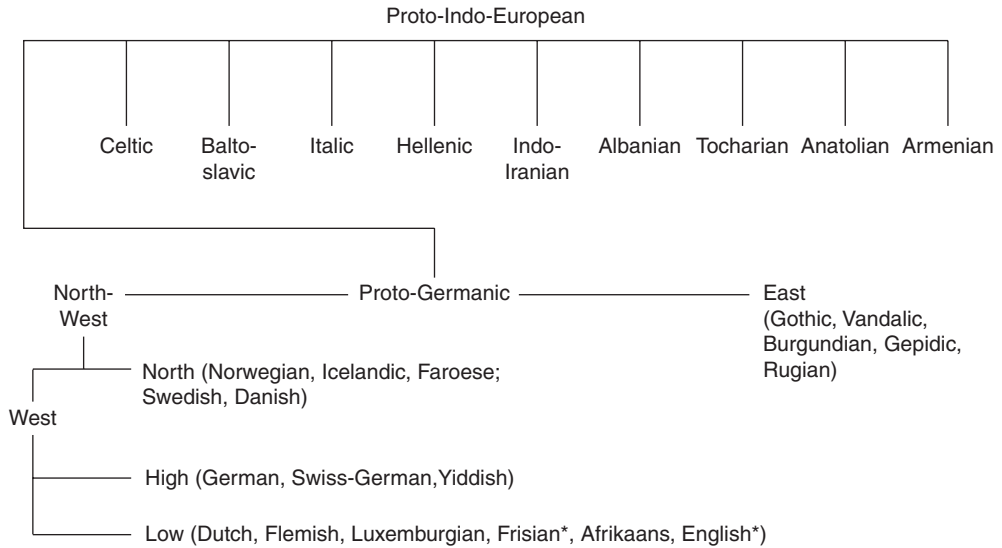 Proto-Indo-European
Celtic
Balto-
slavic
Italic
Hellenic
Indo-
Iranian
Albanian
Tocharian
Anatolian
Armenian
North-
West
Proto-Germanic
East
(Gothic, Vandalic,
Burgundian, Gepidic,
Rugian)
North (Norwegian, Icelandic, Faroese;
Swedish, Danish)
West
High (German, Swiss-German,Yiddish)
Low (Dutch, Flemish, Luxemburgian, Frisian*, Afrikaans, English*)